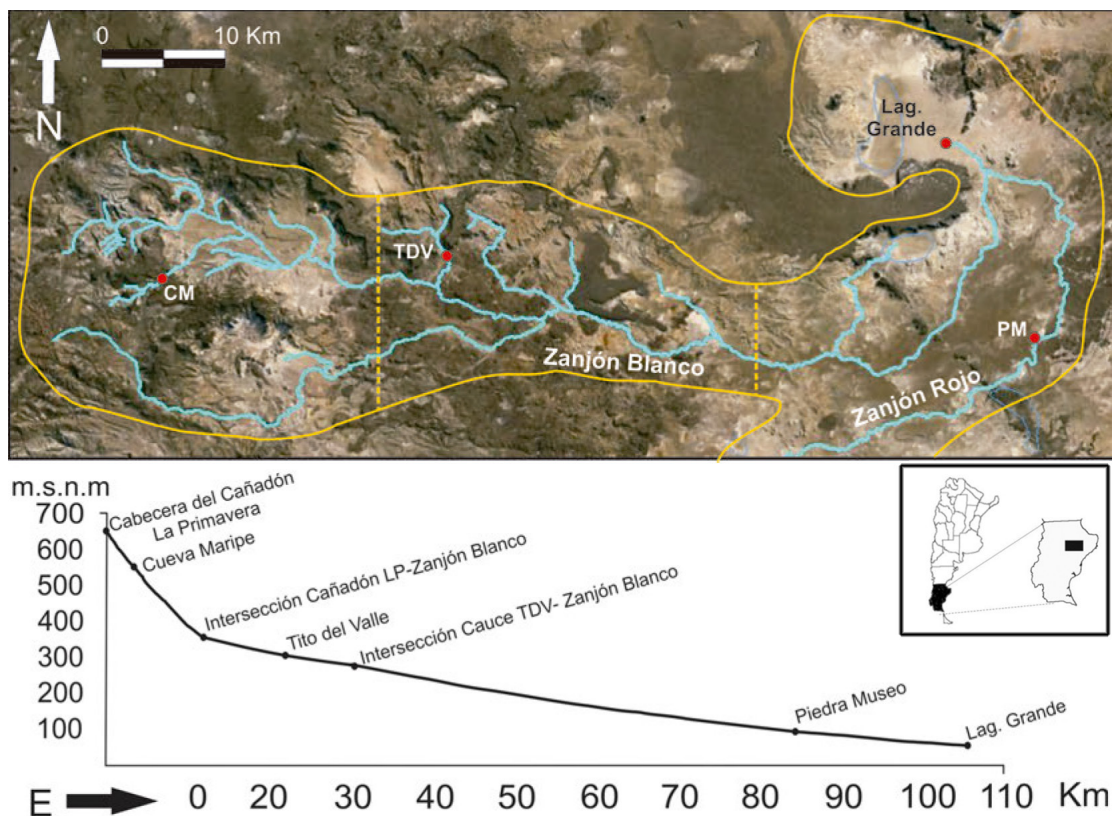 0 10 Km
N
Lag.
Grande
TDV
CM
PM
Zanjón Blanco
Zanjón Rojo
m.s.n.m
700
600
500
400
300
200
100
Cabecera del Cañadón
La Primavera
Cueva Maripe
Intersección Cañadón LP-Zanjón Blanco
Tito del Valle
Intersección Cauce TDV- Zanjón Blanco
Piedra Museo
Lag. Grande
E 0 20 30 40 50 60 70 80 90 100 110 Km